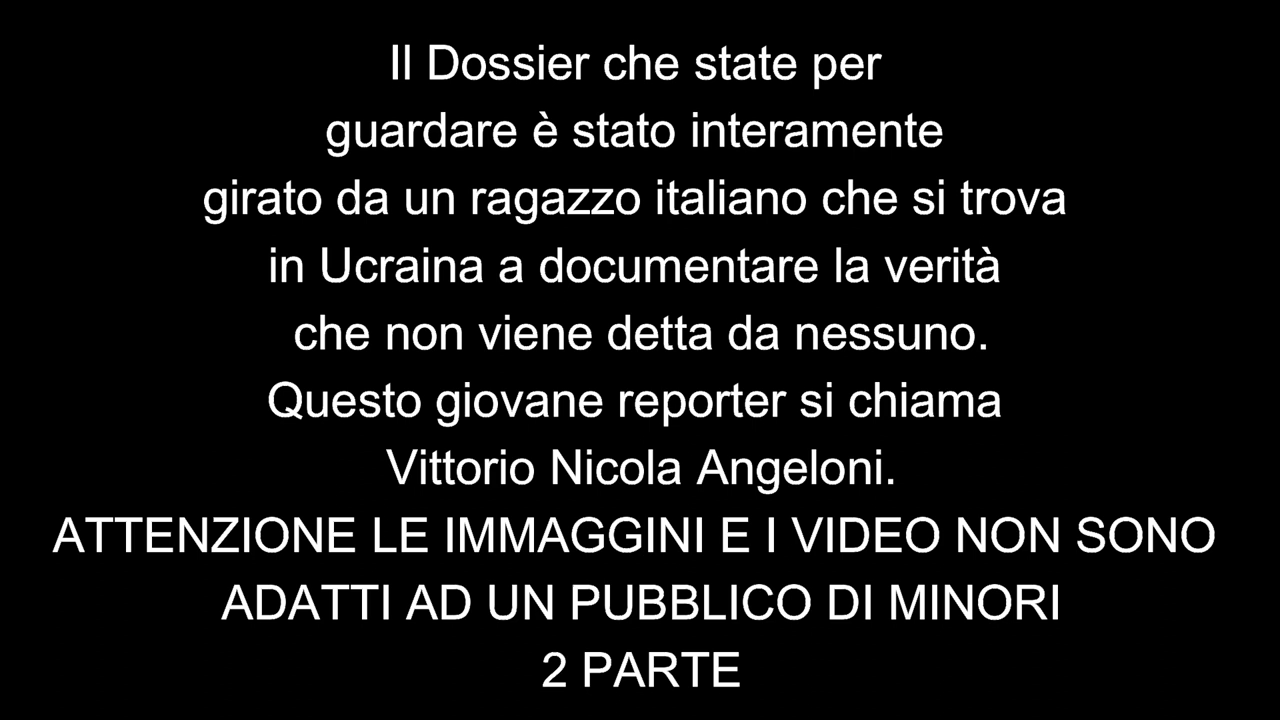 Il Dossier che state per
guardare è stato interamente
girato da un ragazzo italiano che si trova
in Ucraina a documentare la verità
che non viene detta da nessuno.
Questo giovane reporter si chiama
Vittorio Nicola Angeloni.
ATTENZIONE LE IMMAGGINI E I VIDEO NON SONO
ADATTI AD UN PUBBLICO DI MINORI
2 PARTE